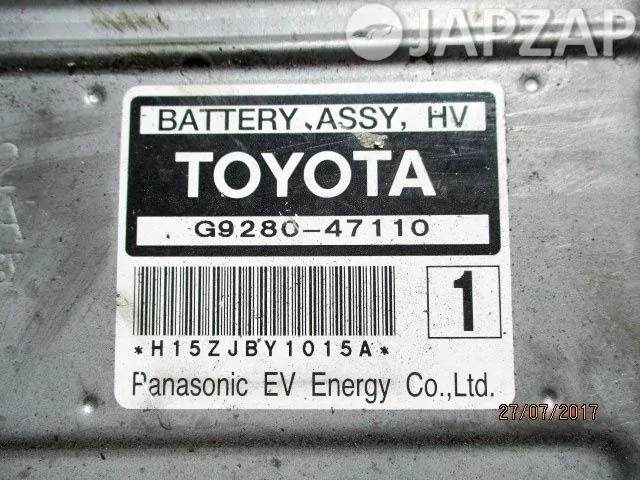 JAPZAP
BATTERY ASSY, HV
TOYOTA
G9280-47110
1
*H15ZJBY1015A*
Panasonic EV Energy Co.,Ltd.
27/07/2017